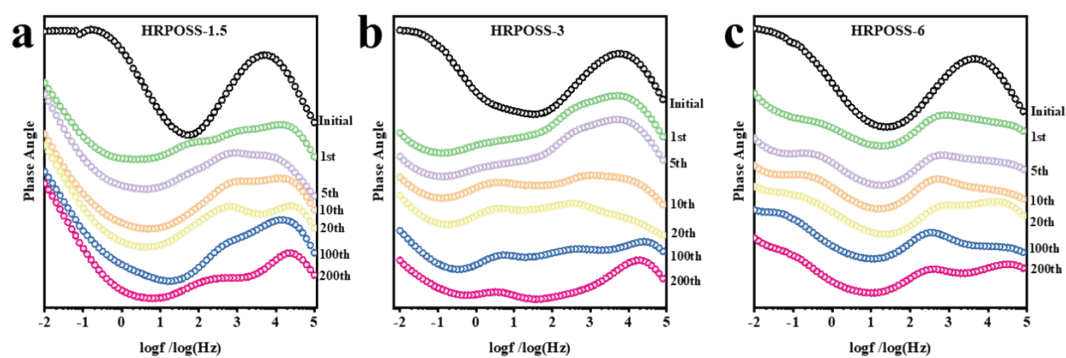 a
HRPOSS-1.5
Phase Angle
Initial
1st
5th
10th
20th
100th
200th
-2 -1 0 1 2 3 4 5
logf /log(Hz)
b
HRPOSS-3
Phase Angle
Initial
1st
5th
10th
20th
100th
200th
-2 -1 0 1 2 3 4 5
logf /log(Hz)
c
HRPOSS-6
Phase Angle
Initial
1st
5th
10th
20th
100th
200th
-2 -1 0 1 2 3 4 5
logf /log(Hz)